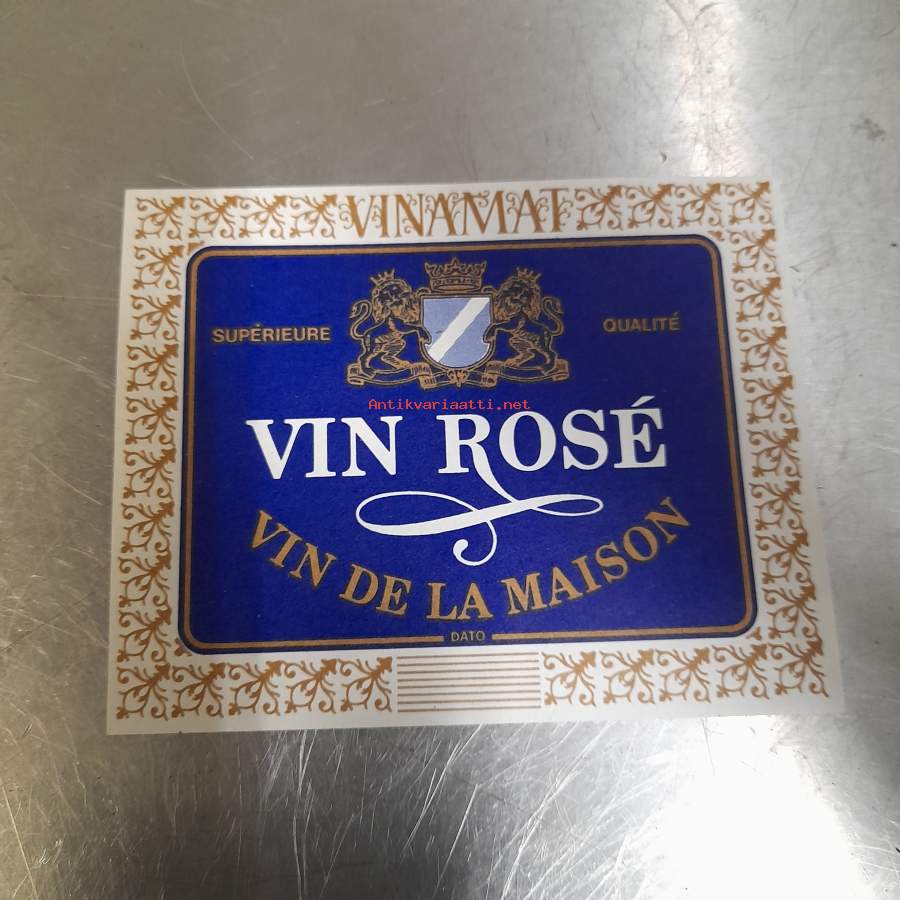 VINAMAT
SUPÉRIEURE
QUALITÉ
Antikvariaatti.net
VIN ROSÉ
VIN DE LA MAISON
DATO